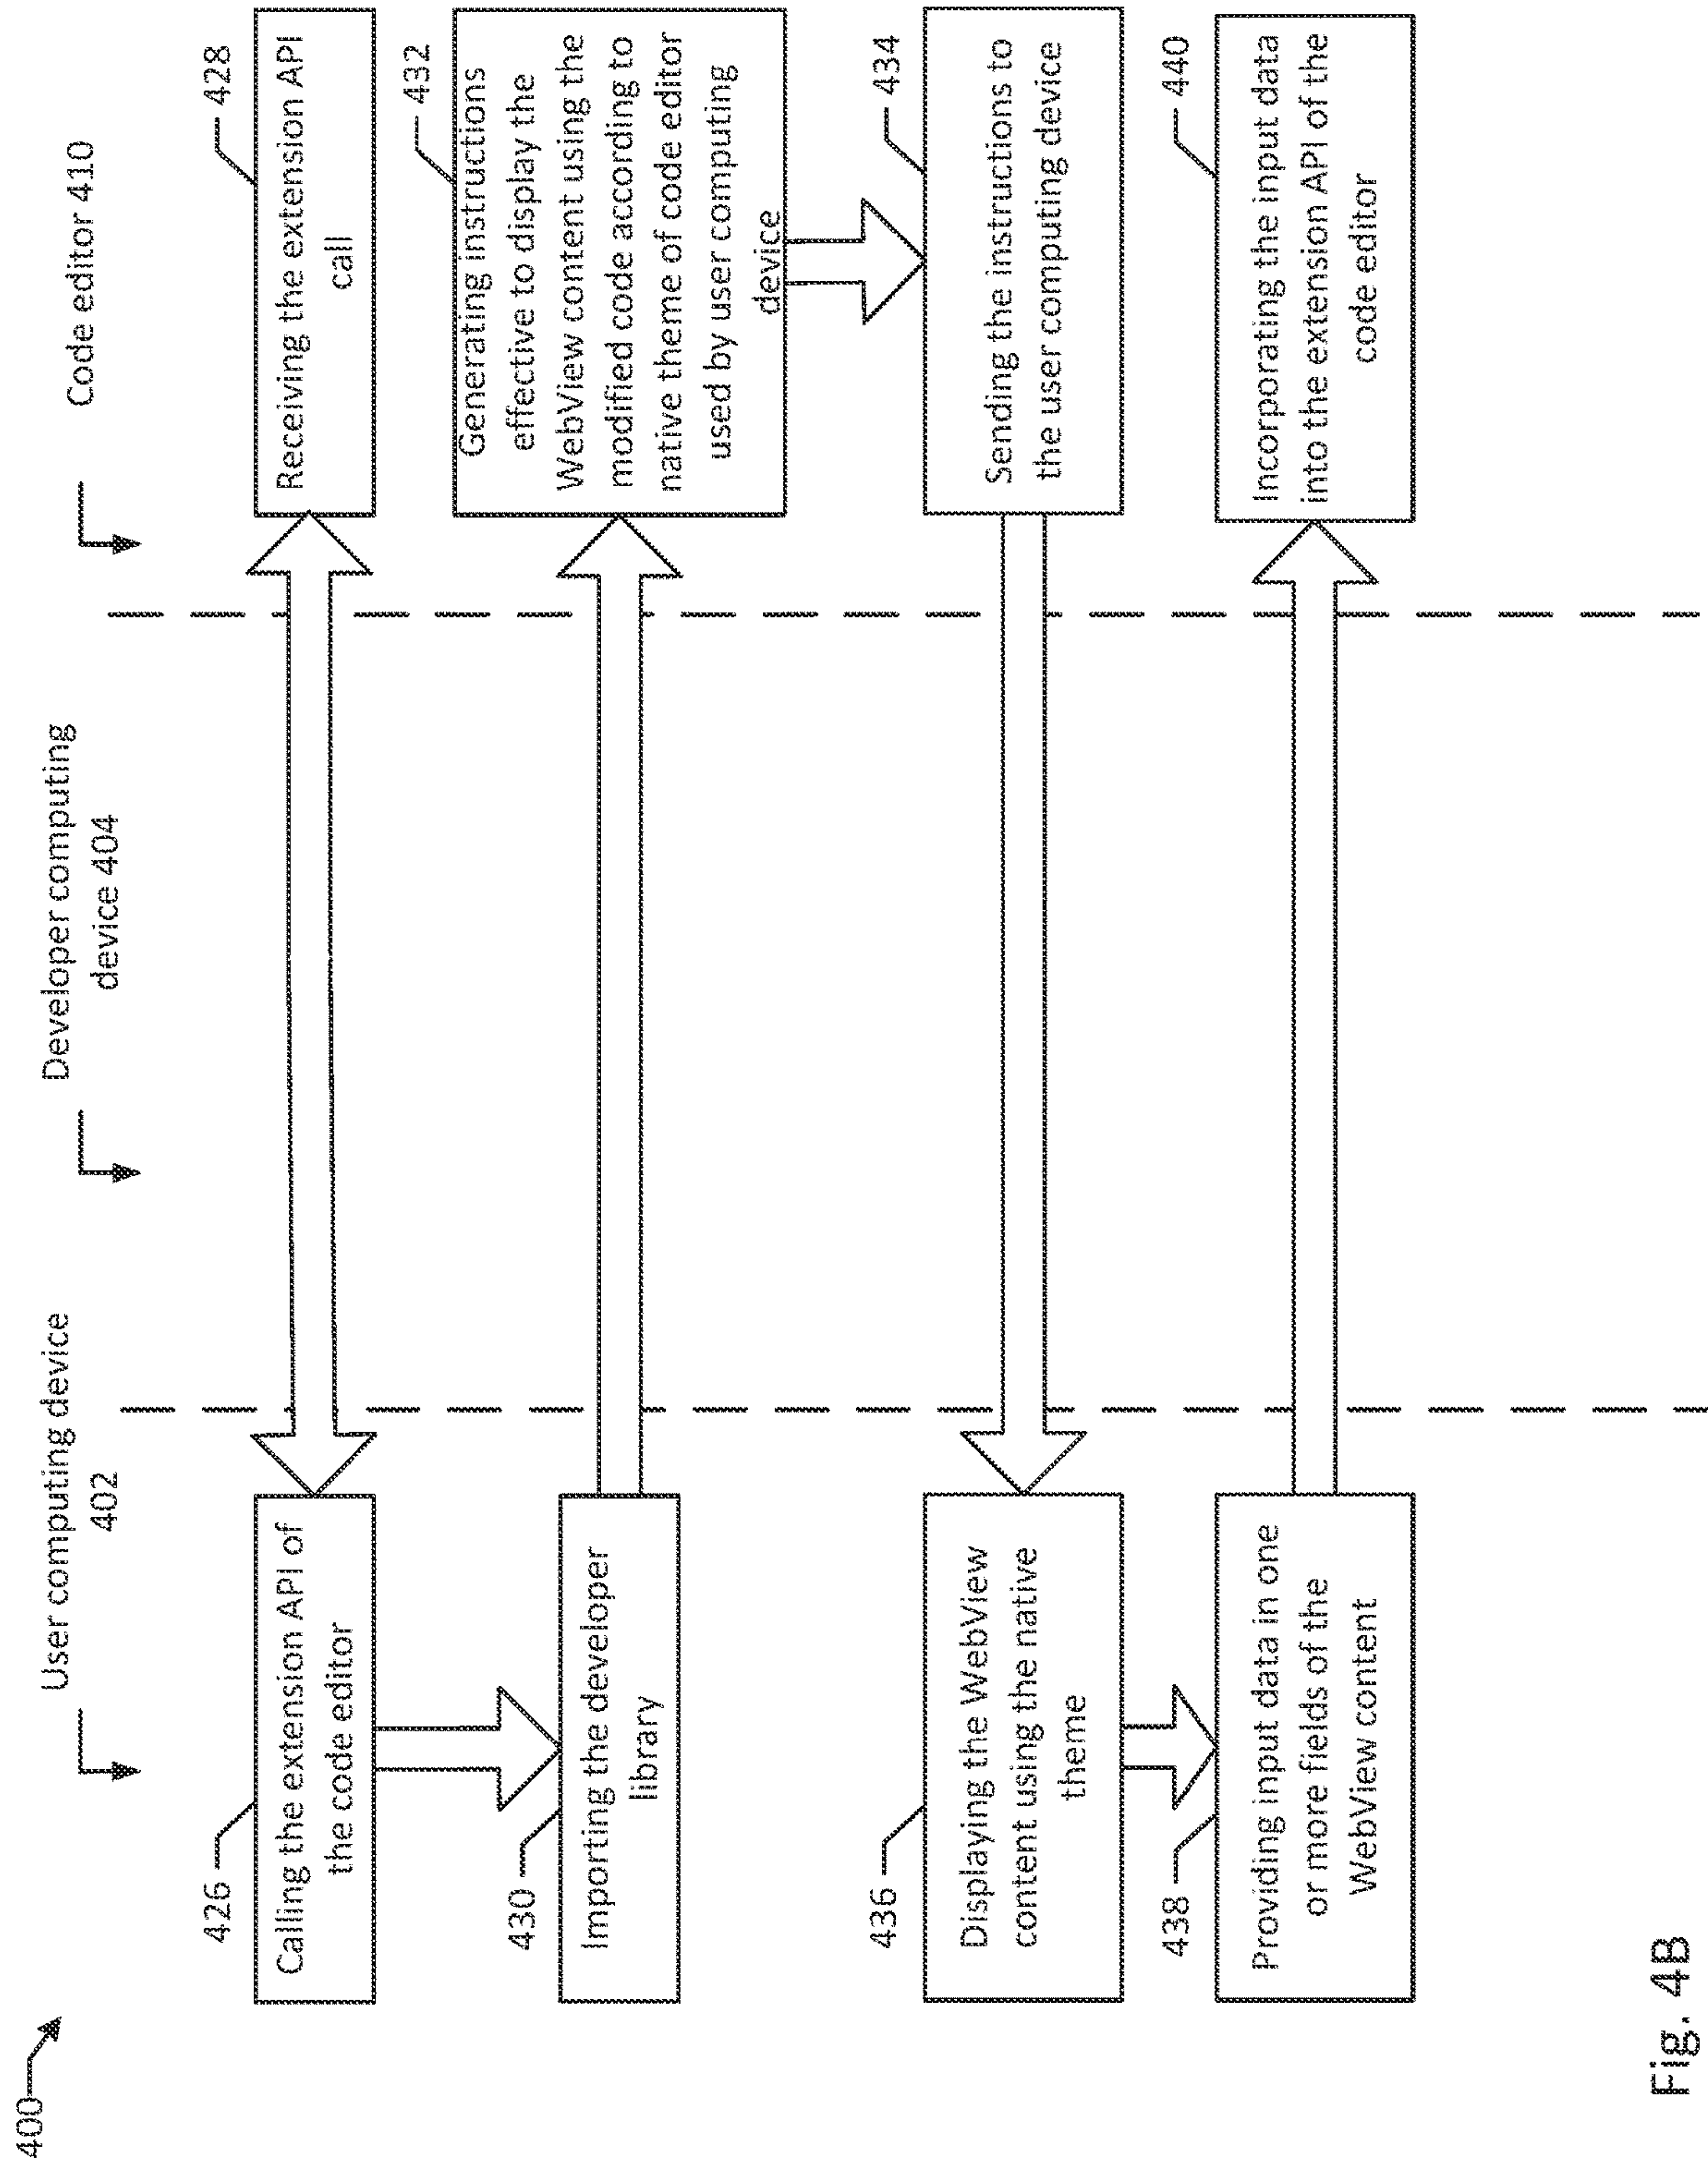 400
User computing device
402
Developer computing
device 404
Code editor 410
426
Calling the extension API of
the code editor
428
Receiving the extension API
call
430
Importing the developer
library
432
Generating instructions
effective to display the
WebView content using the
modified code according to
native theme of code editor
used by user computing
device
434
Sending the instructions to
the user computing device
436
Displaying the WebView
content using the native
theme
438
Providing input data in one
or more fields of the
WebView content
440
Incorporating the input data
into the extension API of the
code editor
Fig. 4B